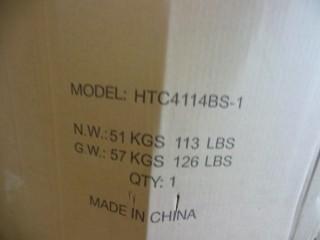 MODEL: HTC4114BS-1
N.W.: 51 KGS 113 LBS
G.W.: 57 KGS 126 LBS
QTY: 1
MADE IN CHINA